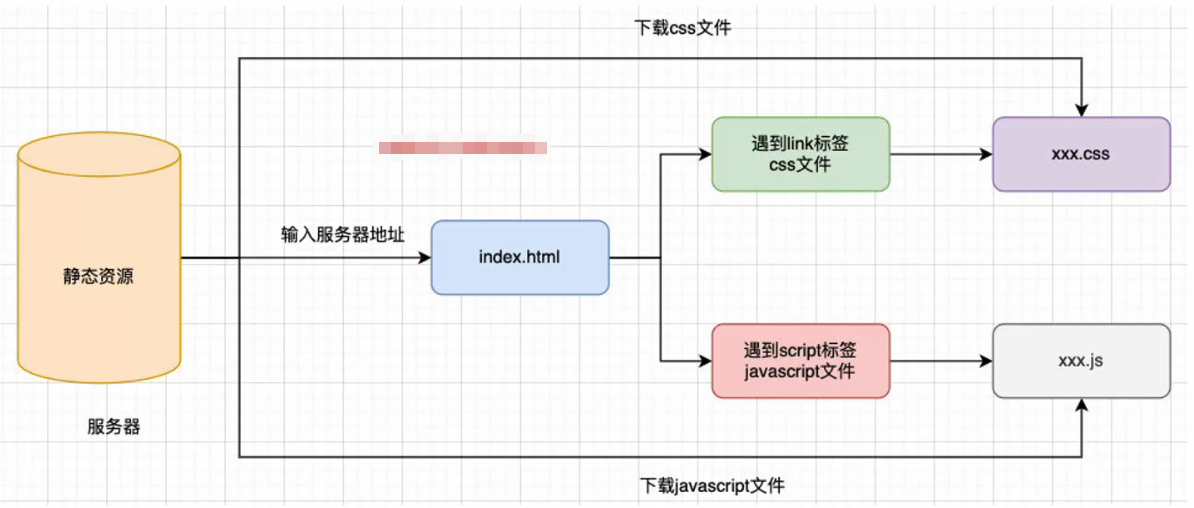 下载css文件
遇到link标签
css文件
xxx.css
输入服务器地址
index.html
静态资源
遇到script标签
javascript文件
xxx.js
服务器
下载javascript文件